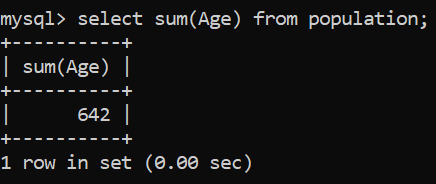 mysql> select sum(Age) from population;
+----------+
| sum(Age) |
+----------+
|      642 |
+----------+
1 row in set (0.00 sec)